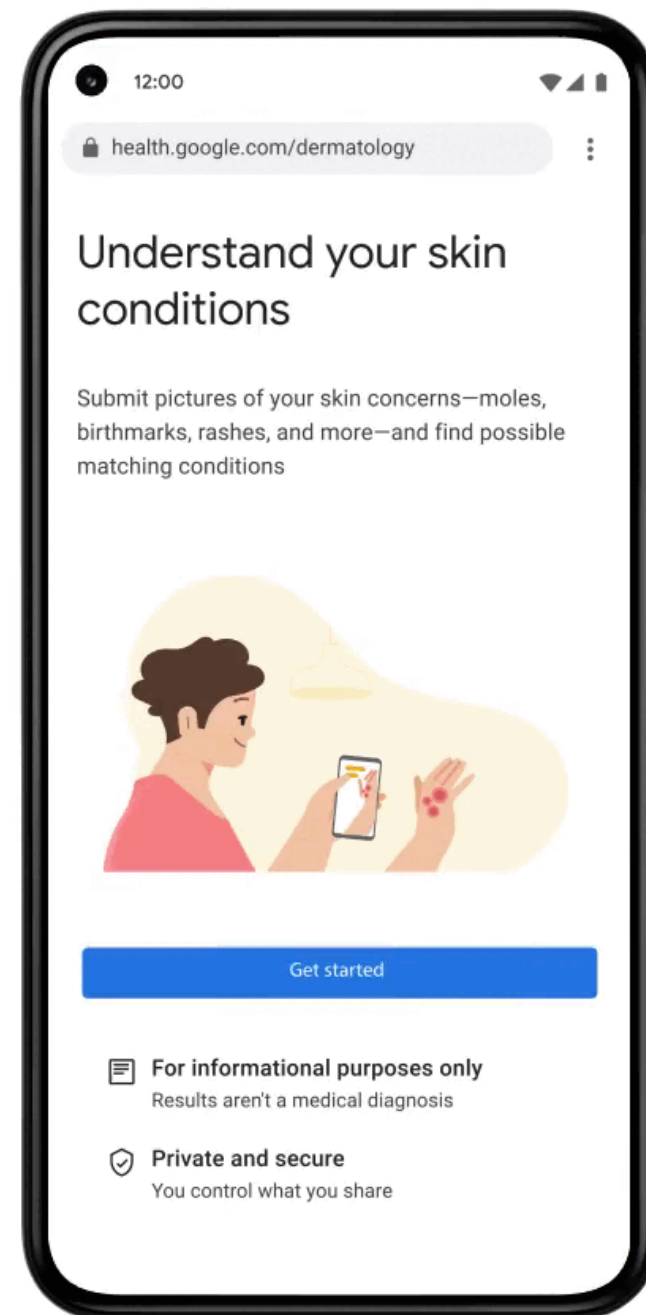 12:00
health.google.com/dermatology
Understand your skin
conditions
Submit pictures of your skin concerns—moles,
birthmarks, rashes, and more—and find possible
matching conditions
Get started
For informational purposes only
Results aren't a medical diagnosis
Private and secure
You control what you share